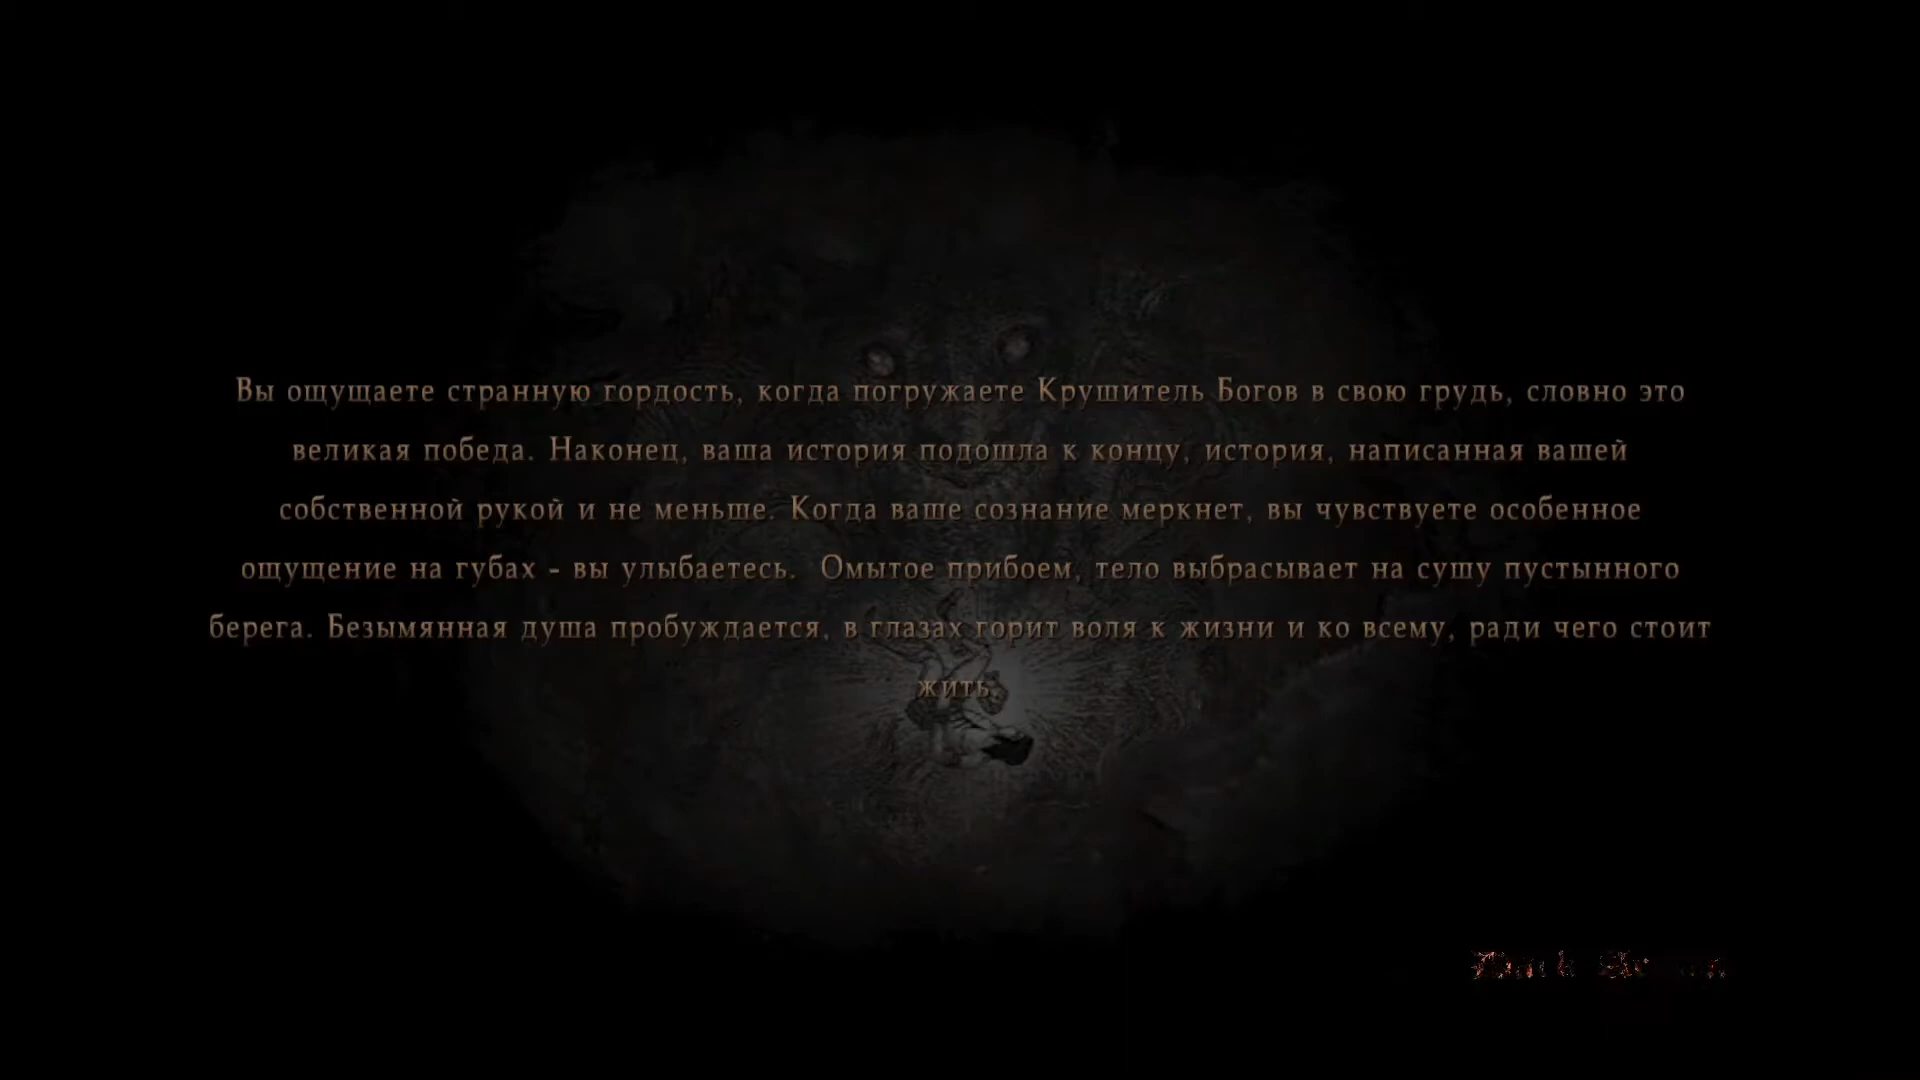 Вы ощущаете странную гордость, когда погружаете Крушитель Богов в свою грудь, словно это
великая победа. Наконец, ваша история подошла к концу, история, написанная вашей
собственной рукой и не меньше. Когда ваше сознание меркнет, вы чувствуете особенное
ощущение на губах - вы улыбаетесь. Омытое прибоем, тело выбрасывает на сушу пустынного
берега. Безымянная душа пробуждается, в глазах горит воля к жизни и ко всему, ради чего стоит
жить.